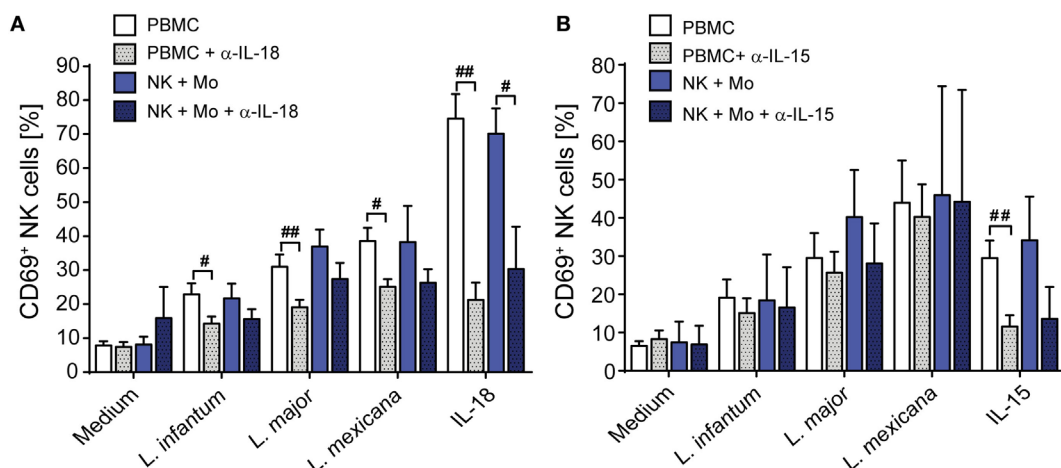 A
PBMC
PBMC + α-IL-18
NK + Mo
NK + Mo + α-IL-18
CD69+ NK cells [%]
90
80
70
60
50
40
30
20
10
0
#
##
#
##
#
Medium
L. infantum
L. major
L. mexicana
IL-18
B
PBMC
PBMC+ α-IL-15
NK + Mo
NK + Mo + α-IL-15
CD69+ NK cells [%]
80
70
60
50
40
30
20
10
0
##
Medium
L. infantum
L. major
L. mexicana
IL-15